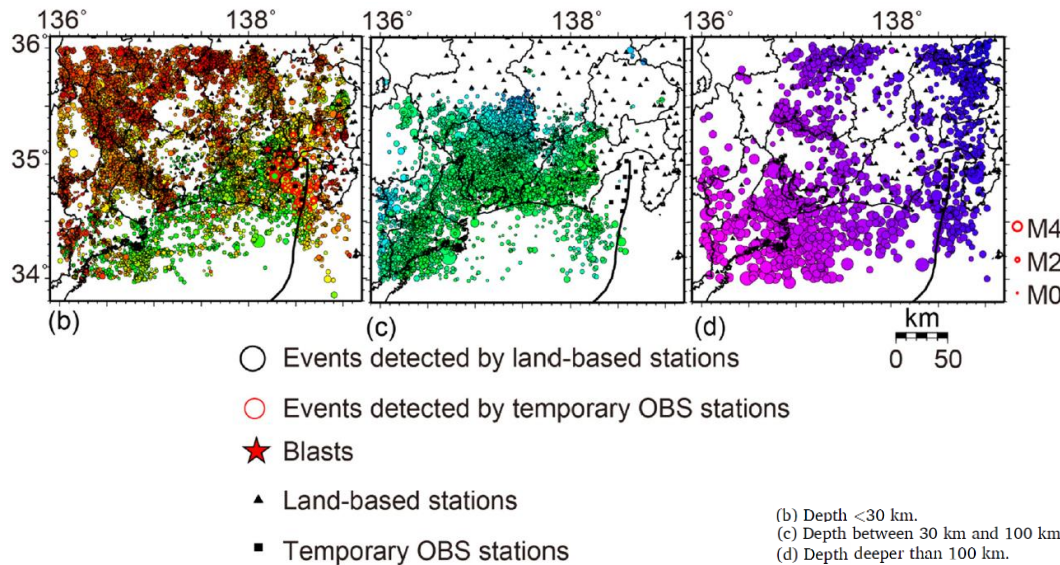 136° 138° 138° 138°
36°
35°
34°
M4
M2
M0
(b) (c) (d) km
0 50
Events detected by land-based stations
Events detected by temporary OBS stations
Blasts
Land-based stations
Temporary OBS stations
(b) Depth <30 km.
(c) Depth between 30 km and 100 km
(d) Depth deeper than 100 km.